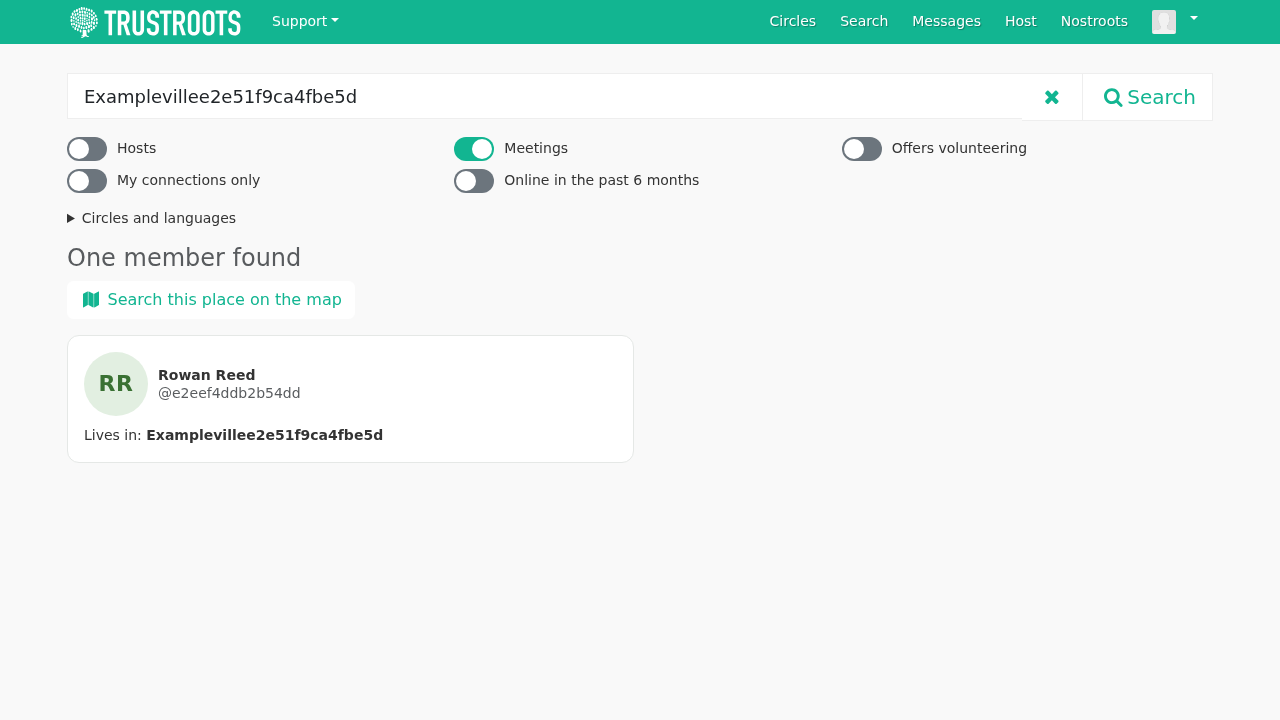 TRUSTROOTS Support Circles Search Messages Host Nostroots
Examplevillee2e51f9ca4fbe5d Search
Hosts Meetings Offers volunteering
My connections only Online in the past 6 months
Circles and languages
One member found
Search this place on the map
RR
Rowan Reed
@e2eef4ddb2b54dd
Lives in: Examplevillee2e51f9ca4fbe5d